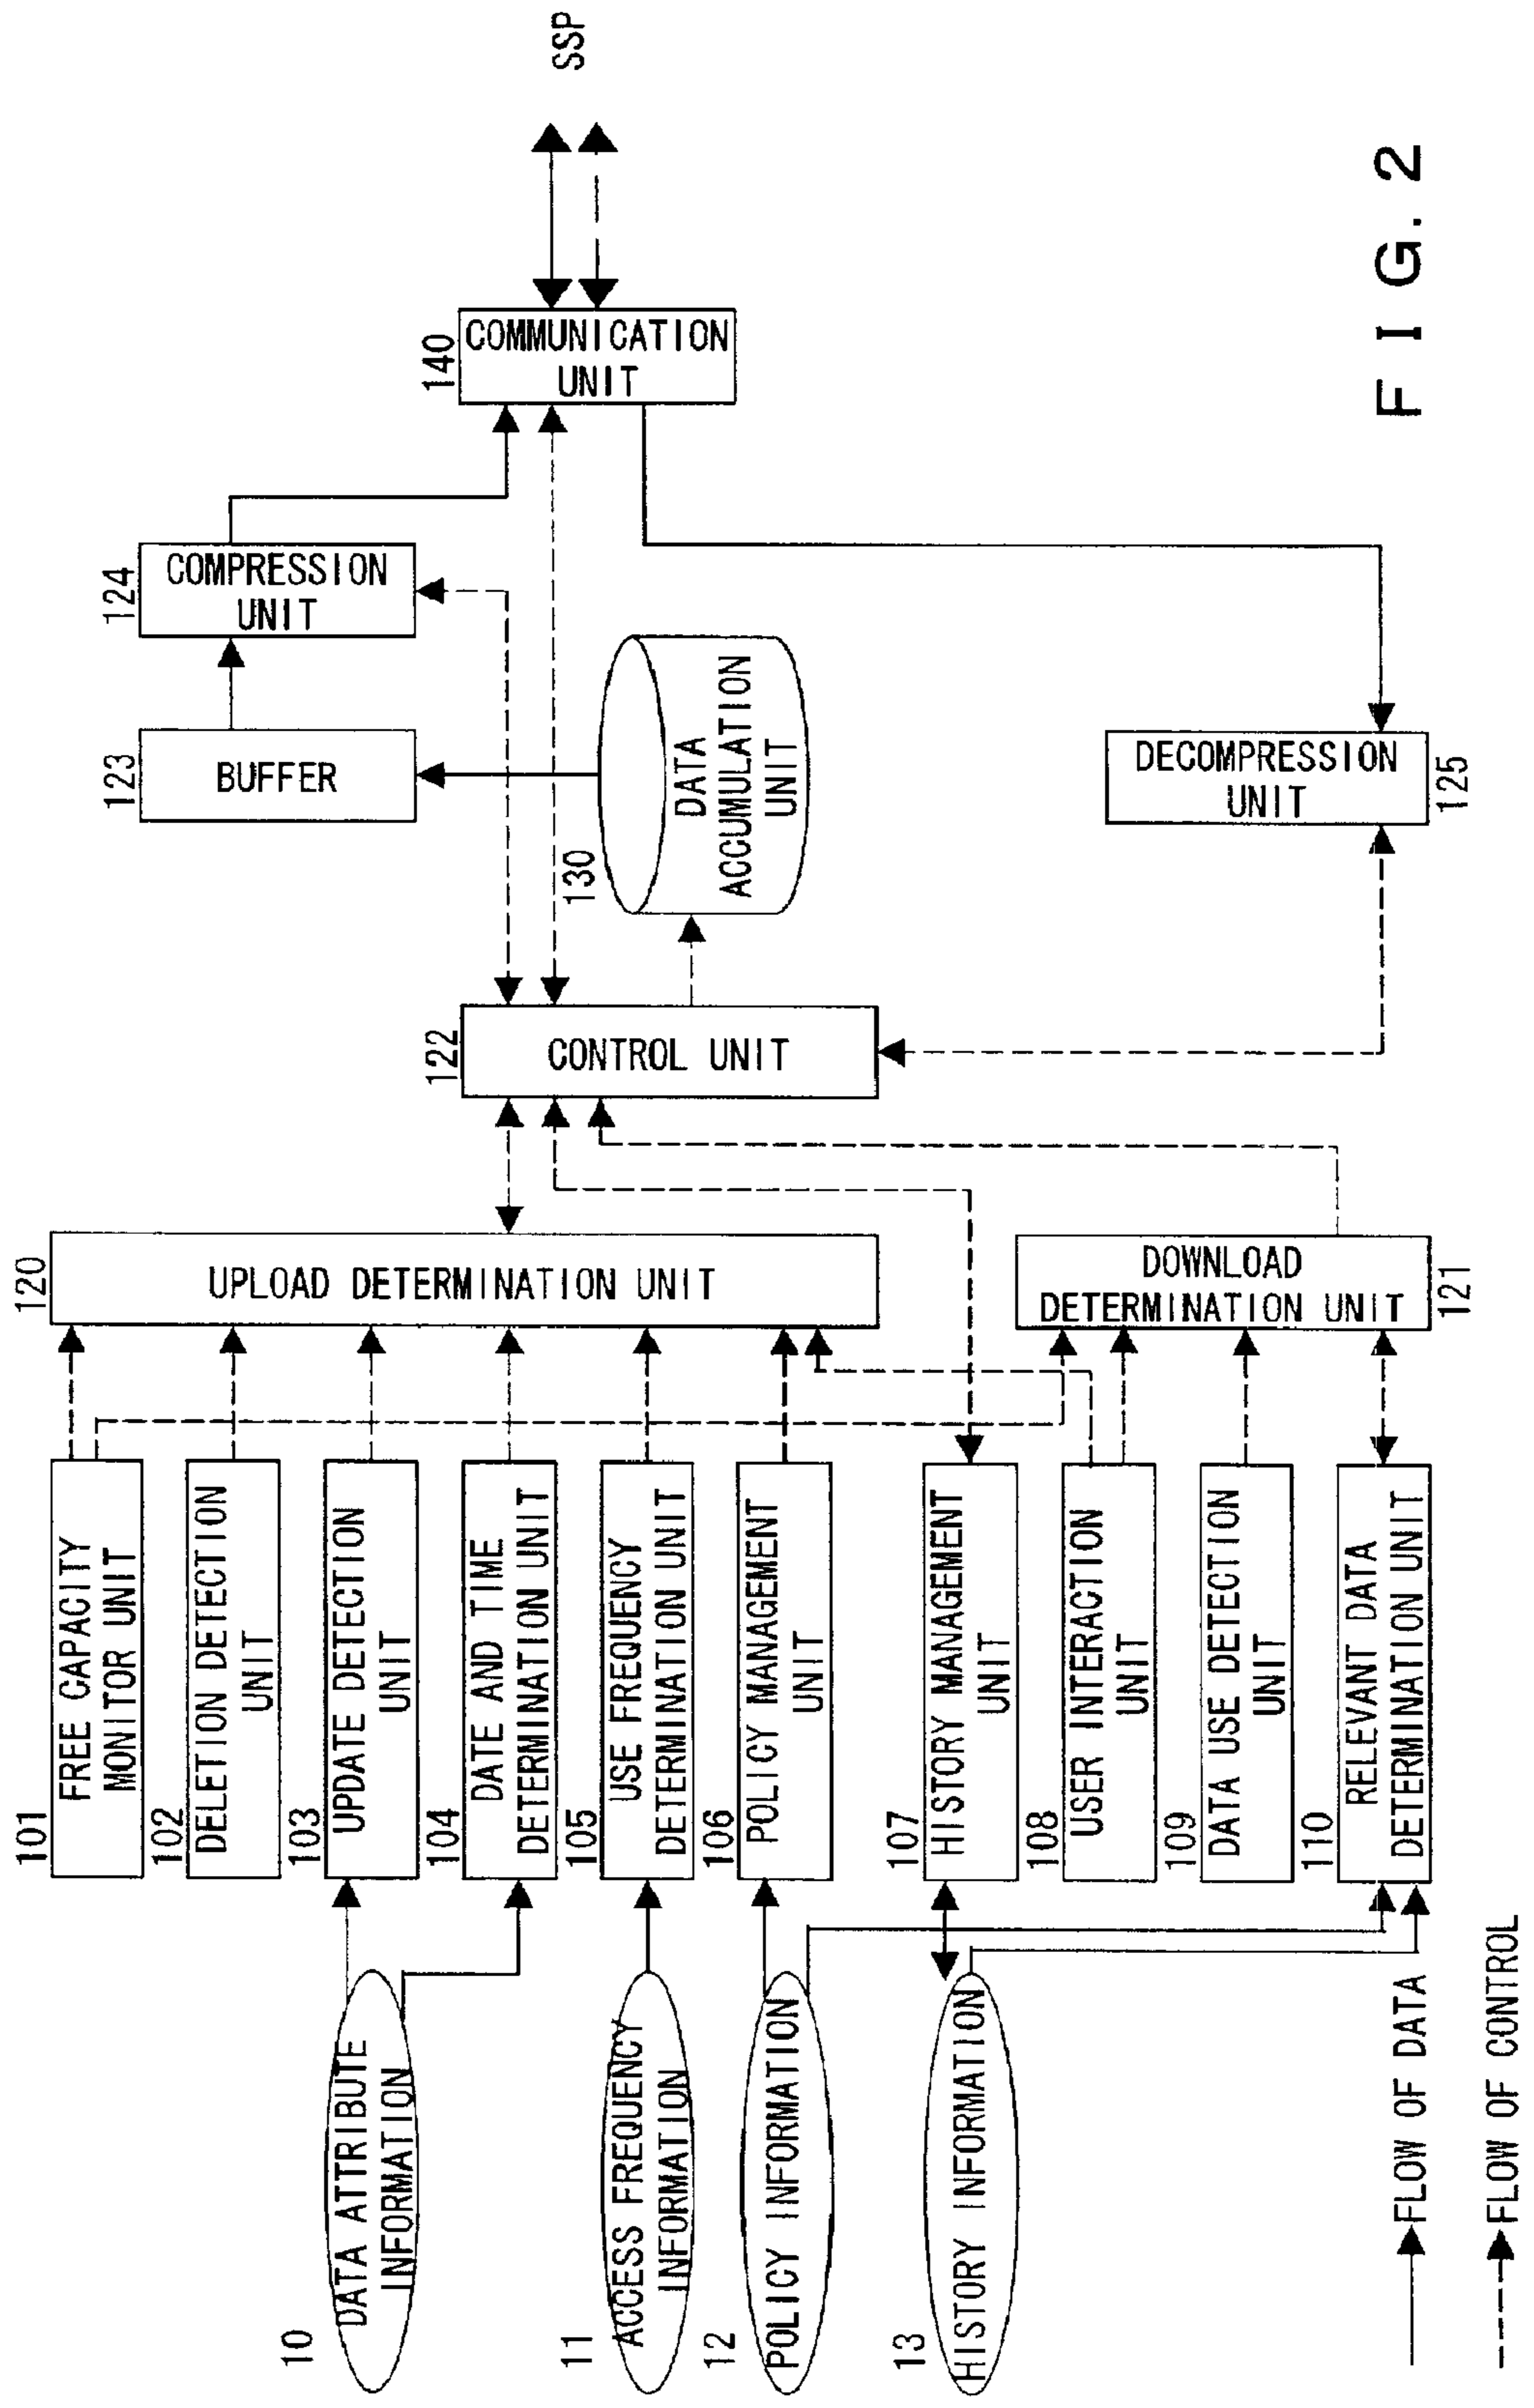 10
DATA ATTRIBUTE
INFORMATION
11
ACCESS FREQUENCY
INFORMATION
12
POLICY INFORMATION
13
HISTORY INFORMATION
101
FREE CAPACITY
MONITOR UNIT
102
DELETION DETECTION
UNIT
103
UPDATE DETECTION
UNIT
104
DATE AND TIME
DETERMINATION UNIT
105
USE FREQUENCY
DETERMINATION UNIT
106
POLICY MANAGEMENT
UNIT
107
HISTORY MANAGEMENT
UNIT
108
USER INTERACTION
UNIT
109
DATA USE DETECTION
UNIT
110
RELEVANT DATA
DETERMINATION UNIT
120
UPLOAD DETERMINATION UNIT
DOWNLOAD
DETERMINATION UNIT
121
122
CONTROL UNIT
123
BUFFER
124
COMPRESSION
UNIT
130
DATA
ACCUMULATION
UNIT
DECOMPRESSION
UNIT
125
140
COMMUNICATION
UNIT
SSP
FLOW OF DATA
FLOW OF CONTROL
FIG. 2